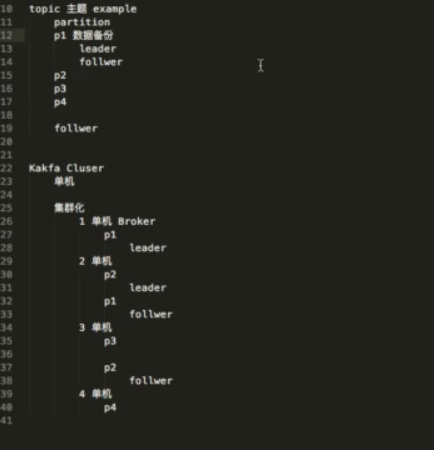 10 topic 主题 example
11 partition
12 p1 数据备份
13 leader
14 follwer
15 p2
16 p3
17 p4
18
19 follwer
20
21
22 Kakfa Cluser
23 单机
24
25 集群化
26 1 单机 Broker
27 p1
28 leader
29 2 单机
30 p2
31 leader
32 p1
33 follwer
34 3 单机
35 p3
36
37 p2
38 follwer
39 4 单机
40 p4
41